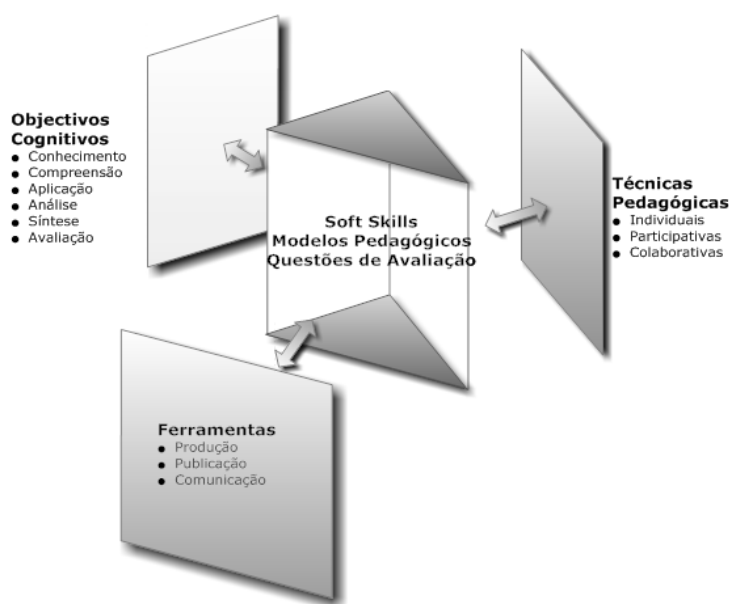 Objectivos
Cognitivos
● Conhecimento
● Compreensão
● Aplicação
● Análise
● Síntese
● Avaliação
Soft Skills
Modelos Pedagógicos
Questões de Avaliação
Técnicas
Pedagógicas
● Individuais
● Participativas
● Colaborativas
Ferramentas
● Produção
● Publicação
● Comunicação